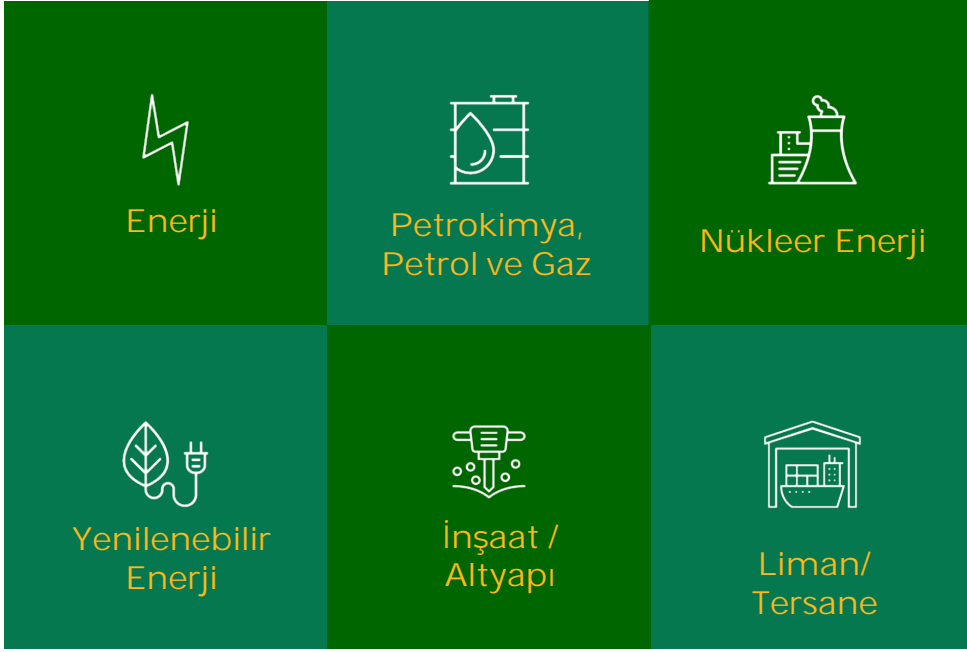 Enerji
Petrokimya,
Petrol ve Gaz
Nükleer Enerji
Yenilenebilir
Enerji
İnşaat /
Altyapı
Liman/
Tersane